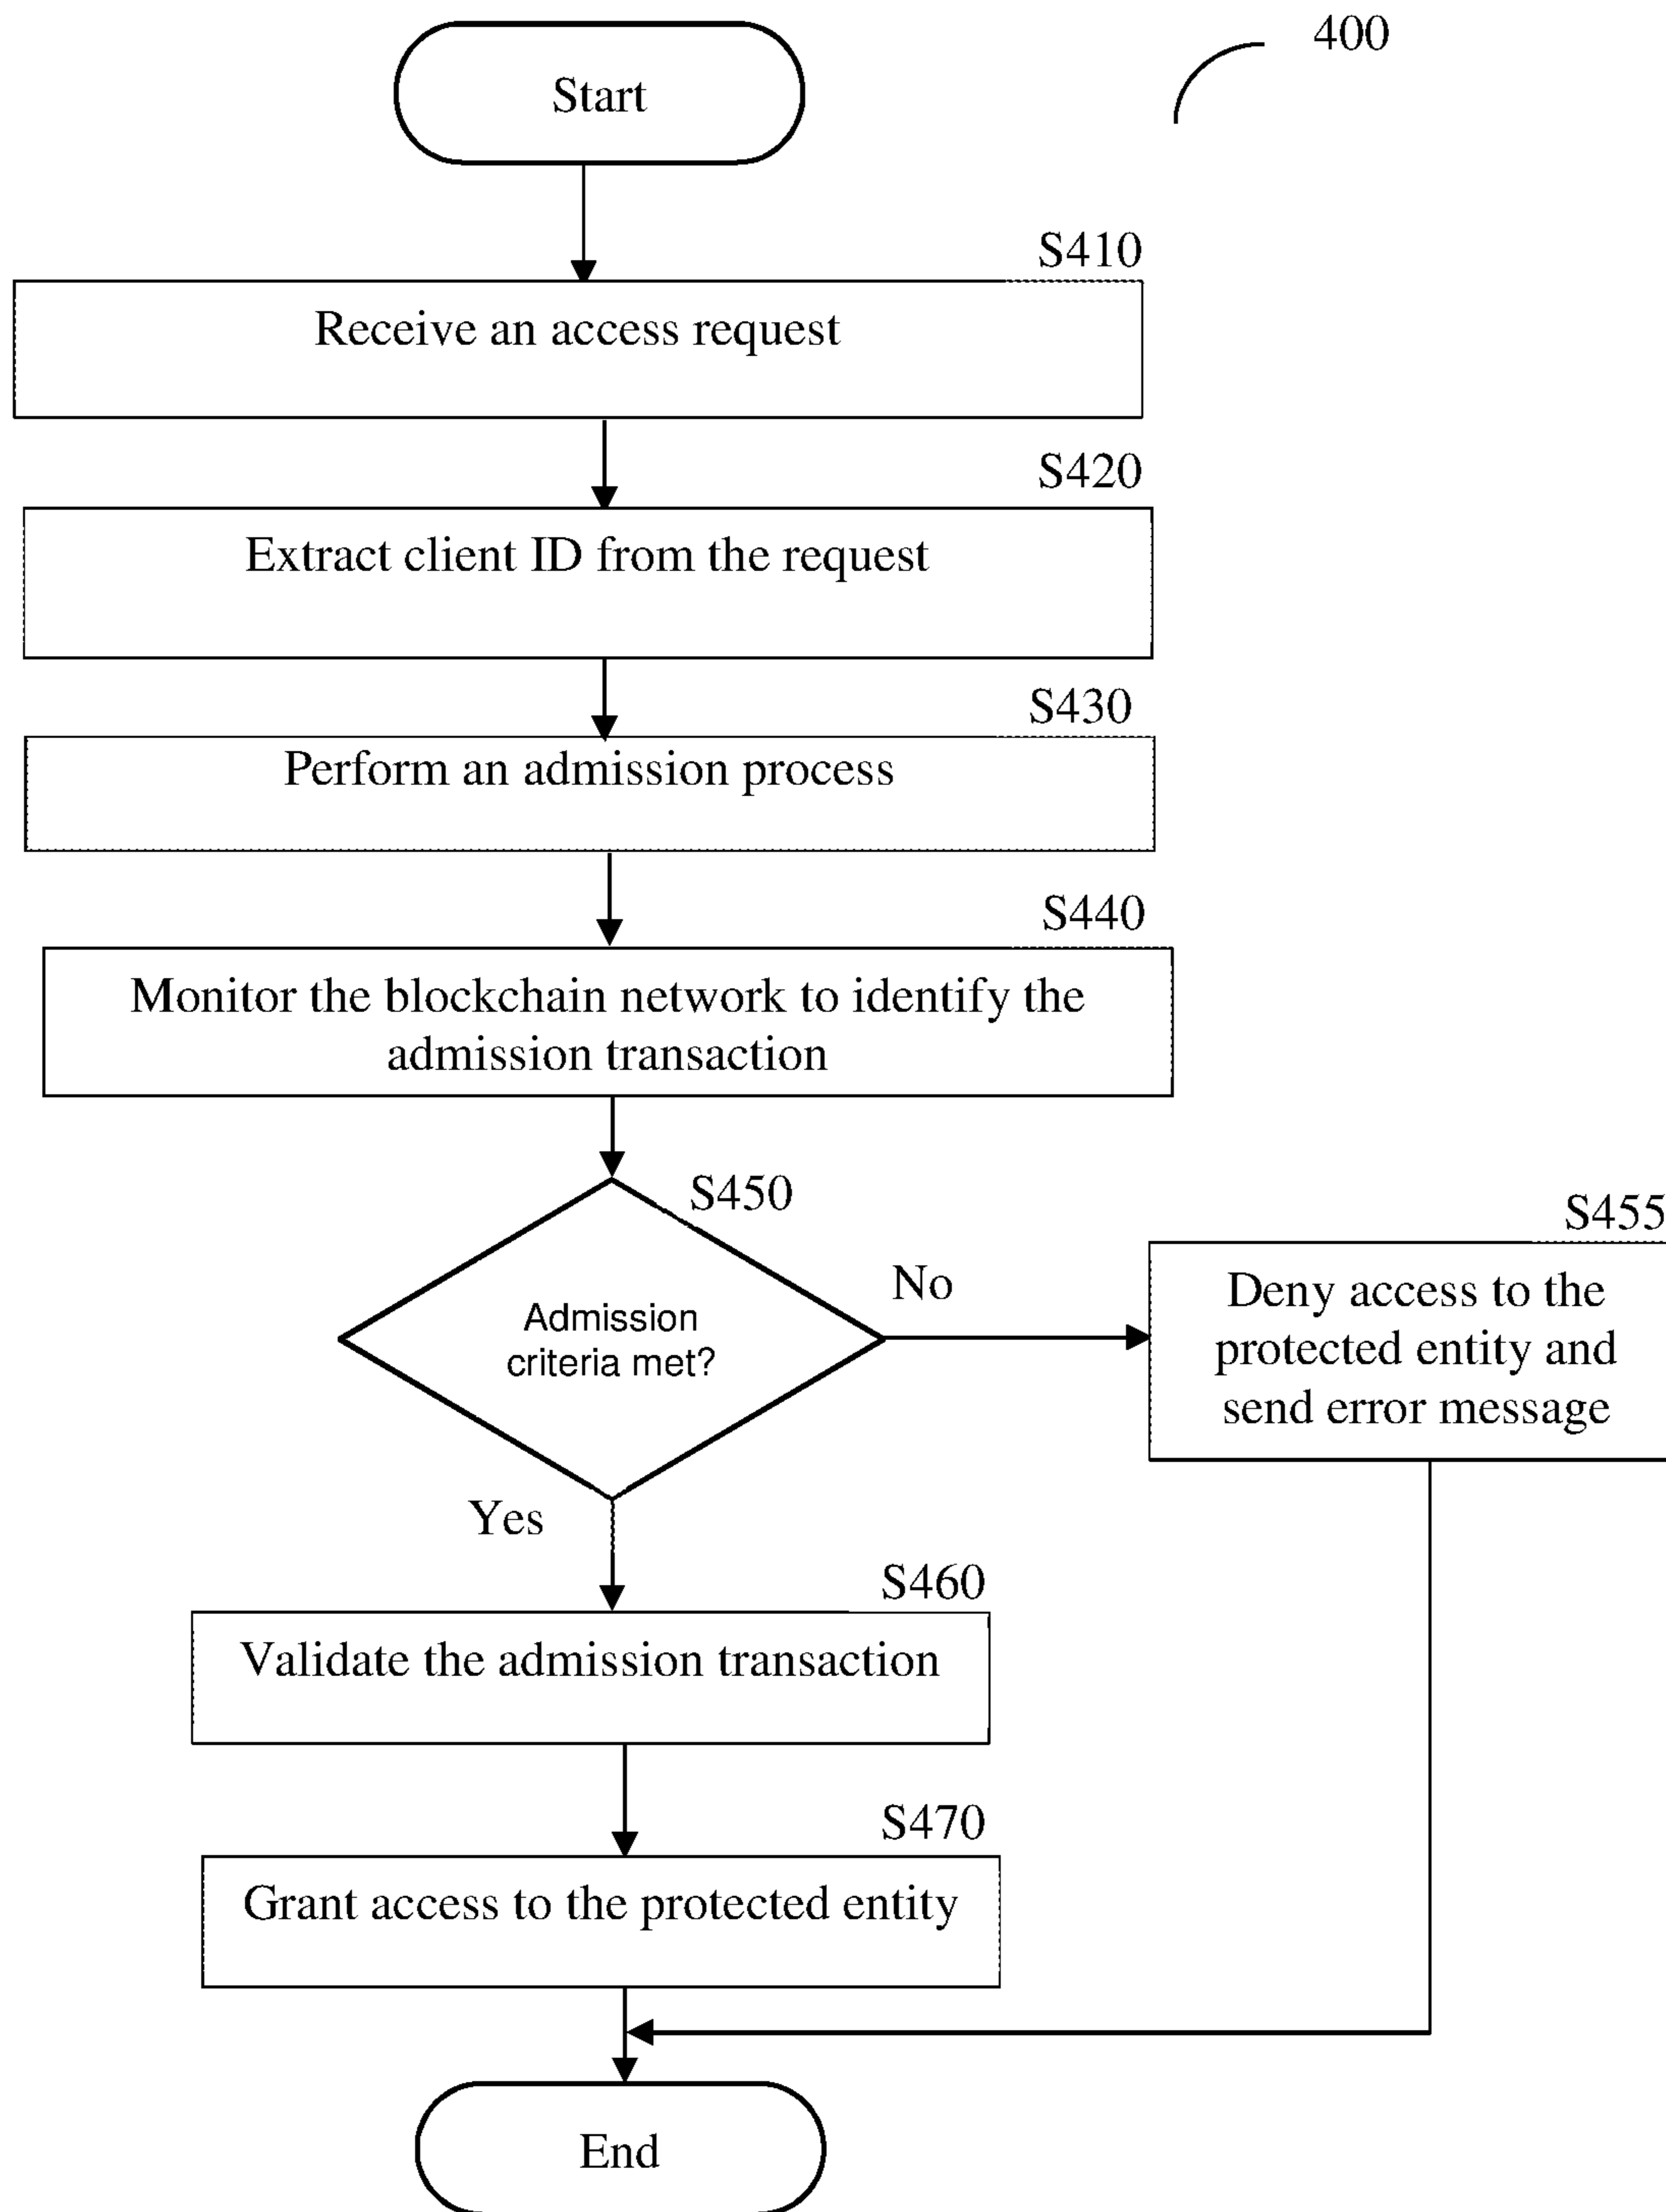 400
Start
S410
Receive an access request
S420
Extract client ID from the request
S430
Perform an admission process
S440
Monitor the blockchain network to identify the
admission transaction
S450
Admission
criteria met?
No
S455
Deny access to the
protected entity and
send error message
Yes
S460
Validate the admission transaction
S470
Grant access to the protected entity
End